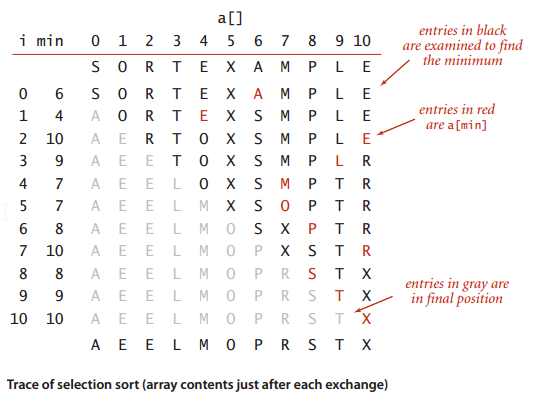 a[]
i min 0 1 2 3 4 5 6 7 8 9 10
S O R T E X A M P L E
0 6 S O R T E X A M P L E
1 4 A O R T E X S M P L E
2 10 A E R T O X S M P L E
3 9 A E E T O X S M P L R
4 7 A E E L O X S M P T R
5 7 A E E L M X S O P T R
6 8 A E E L M O S X P T R
7 10 A E E L M O P X S T R
8 8 A E E L M O P R S T X
9 9 A E E L M O P R S T X
10 10 A E E L M O P R S T X
A E E L M O P R S T X
entries in black
are examined to find
the minimum
entries in red
are a[min]
entries in gray are
in final position
Trace of selection sort (array contents just after each exchange)